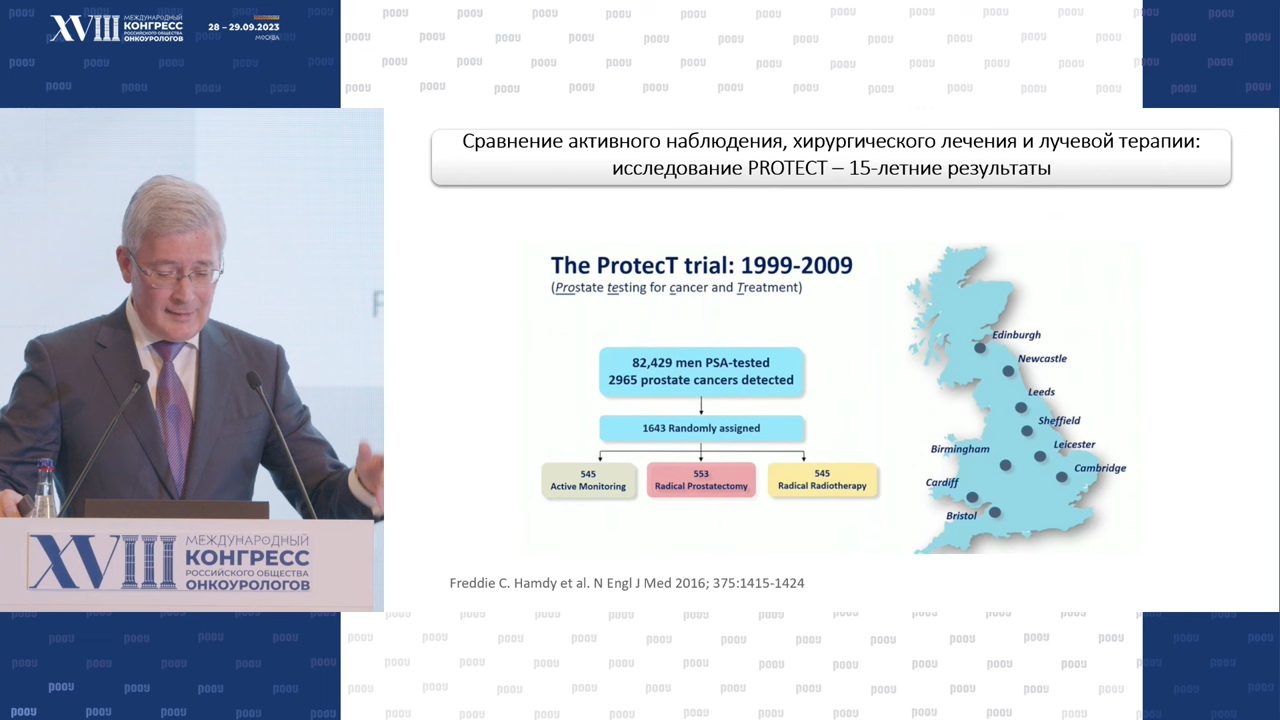 XVIII
МЕЖДУНАРОДНЫЙ
КОНГРЕСС
РОССИЙСКОГО ОБЩЕСТВА
ОНКОУРОЛОГОВ
28 – 29.09.2023
МОСКВА
Сравнение активного наблюдения, хирургического лечения и лучевой терапии:
исследование PROTECT – 15-летние результаты
The ProtecT trial: 1999-2009
(Prostate testing for cancer and Treatment)
82,429 men PSA-tested
2965 prostate cancers detected
1643 Randomly assigned
545
Active Monitoring
553
Radical Prostatectomy
545
Radical Radiotherapy
Edinburgh
Newcastle
Leeds
Sheffield
Leicester
Birmingham
Cambridge
Cardiff
Bristol
Freddie C. Hamdy et al. N Engl J Med 2016; 375:1415-1424
XVIII
МЕЖДУНАРОДНЫЙ
КОНГРЕСС
РОССИЙСКОГО ОБЩЕСТВА
ОНКОУРОЛОГОВ